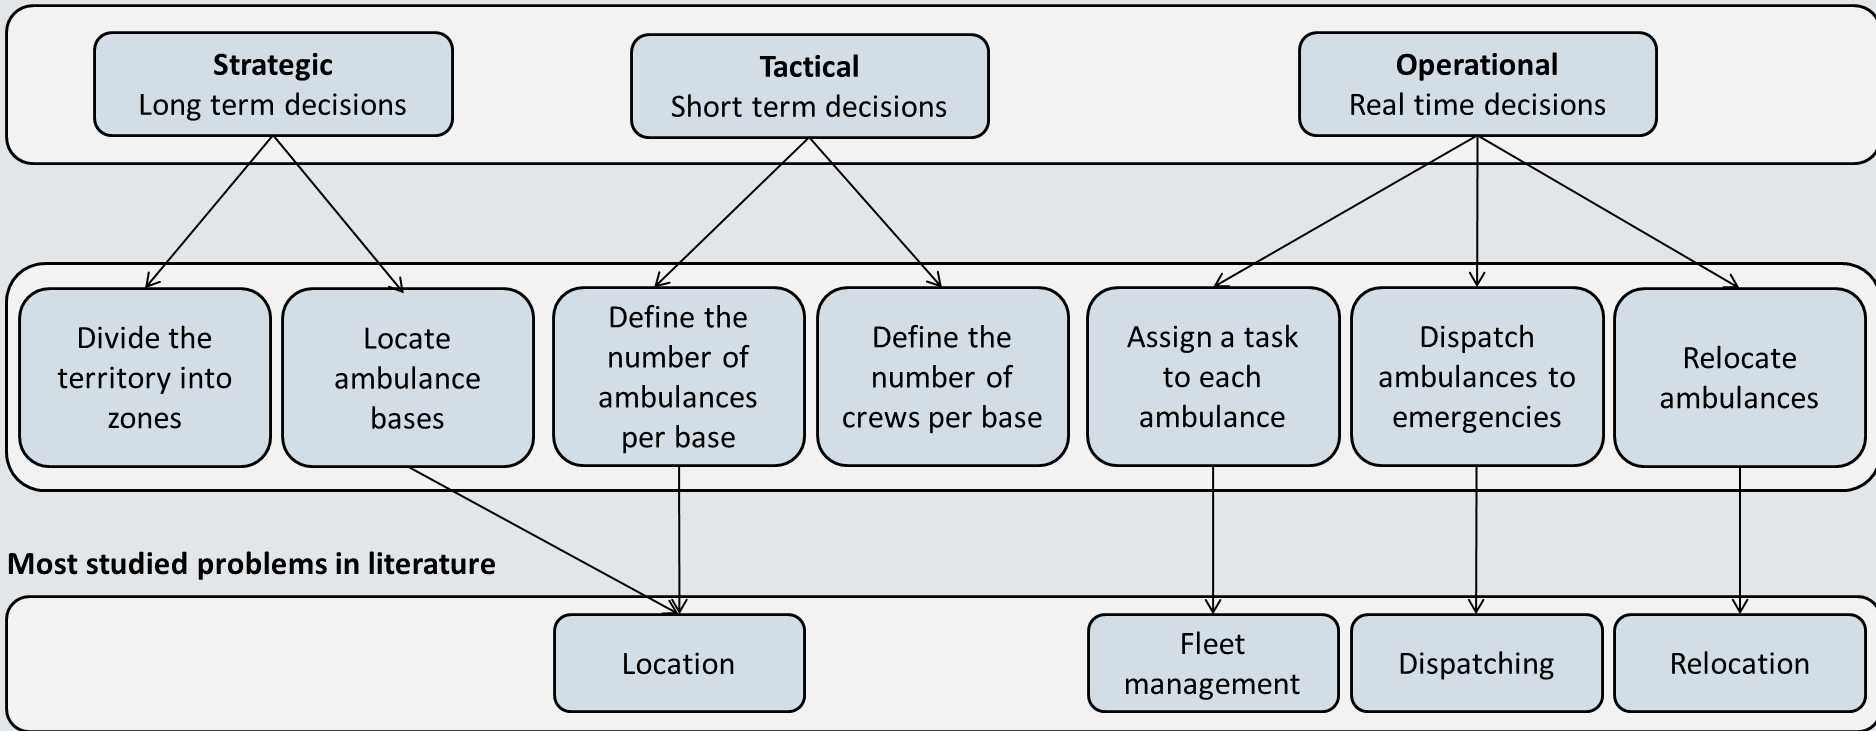 Strategic
Long term decisions
Tactical
Short term decisions
Operational
Real time decisions
Divide the
territory into
zones
Locate
ambulance
bases
Define the
number of
ambulances
per base
Define the
number of
crews per base
Assign a task
to each
ambulance
Dispatch
ambulances to
emergencies
Relocate
ambulances
Most studied problems in literature
Location
Fleet
management
Dispatching
Relocation